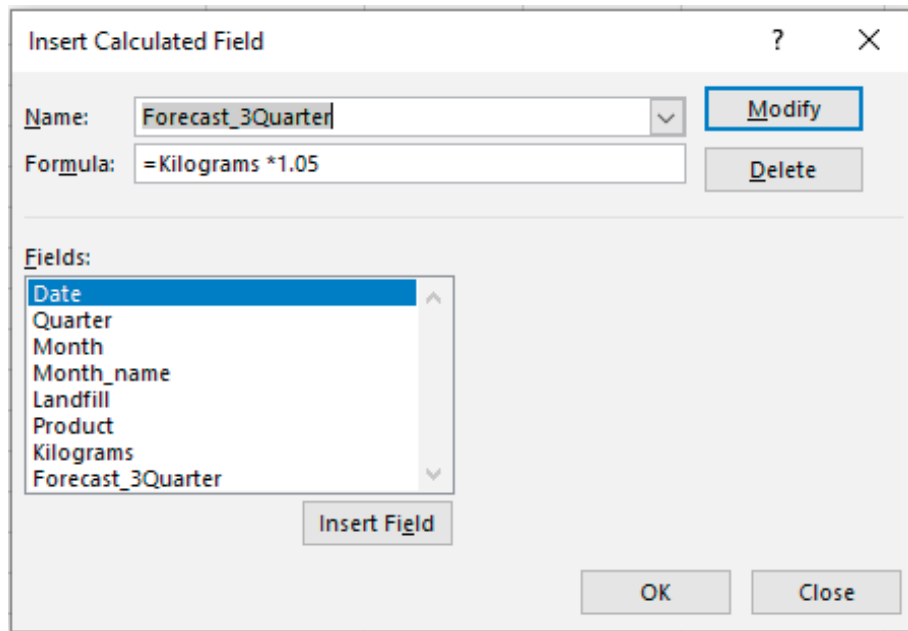 Insert Calculated Field
?
Name: Forecast_3Quarter Modify
Formula: =Kilograms *1.05 Delete
Fields:
Date
Quarter
Month
Month_name
Landfill
Product
Kilograms
Forecast_3Quarter
Insert Field
OK Close